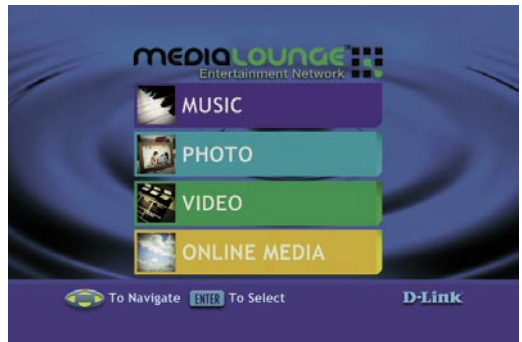 MEDIALOUNGE
Entertainment Network
MUSIC
PHOTO
VIDEO
ONLINE MEDIA
To Navigate ENTER To Select
D-Link